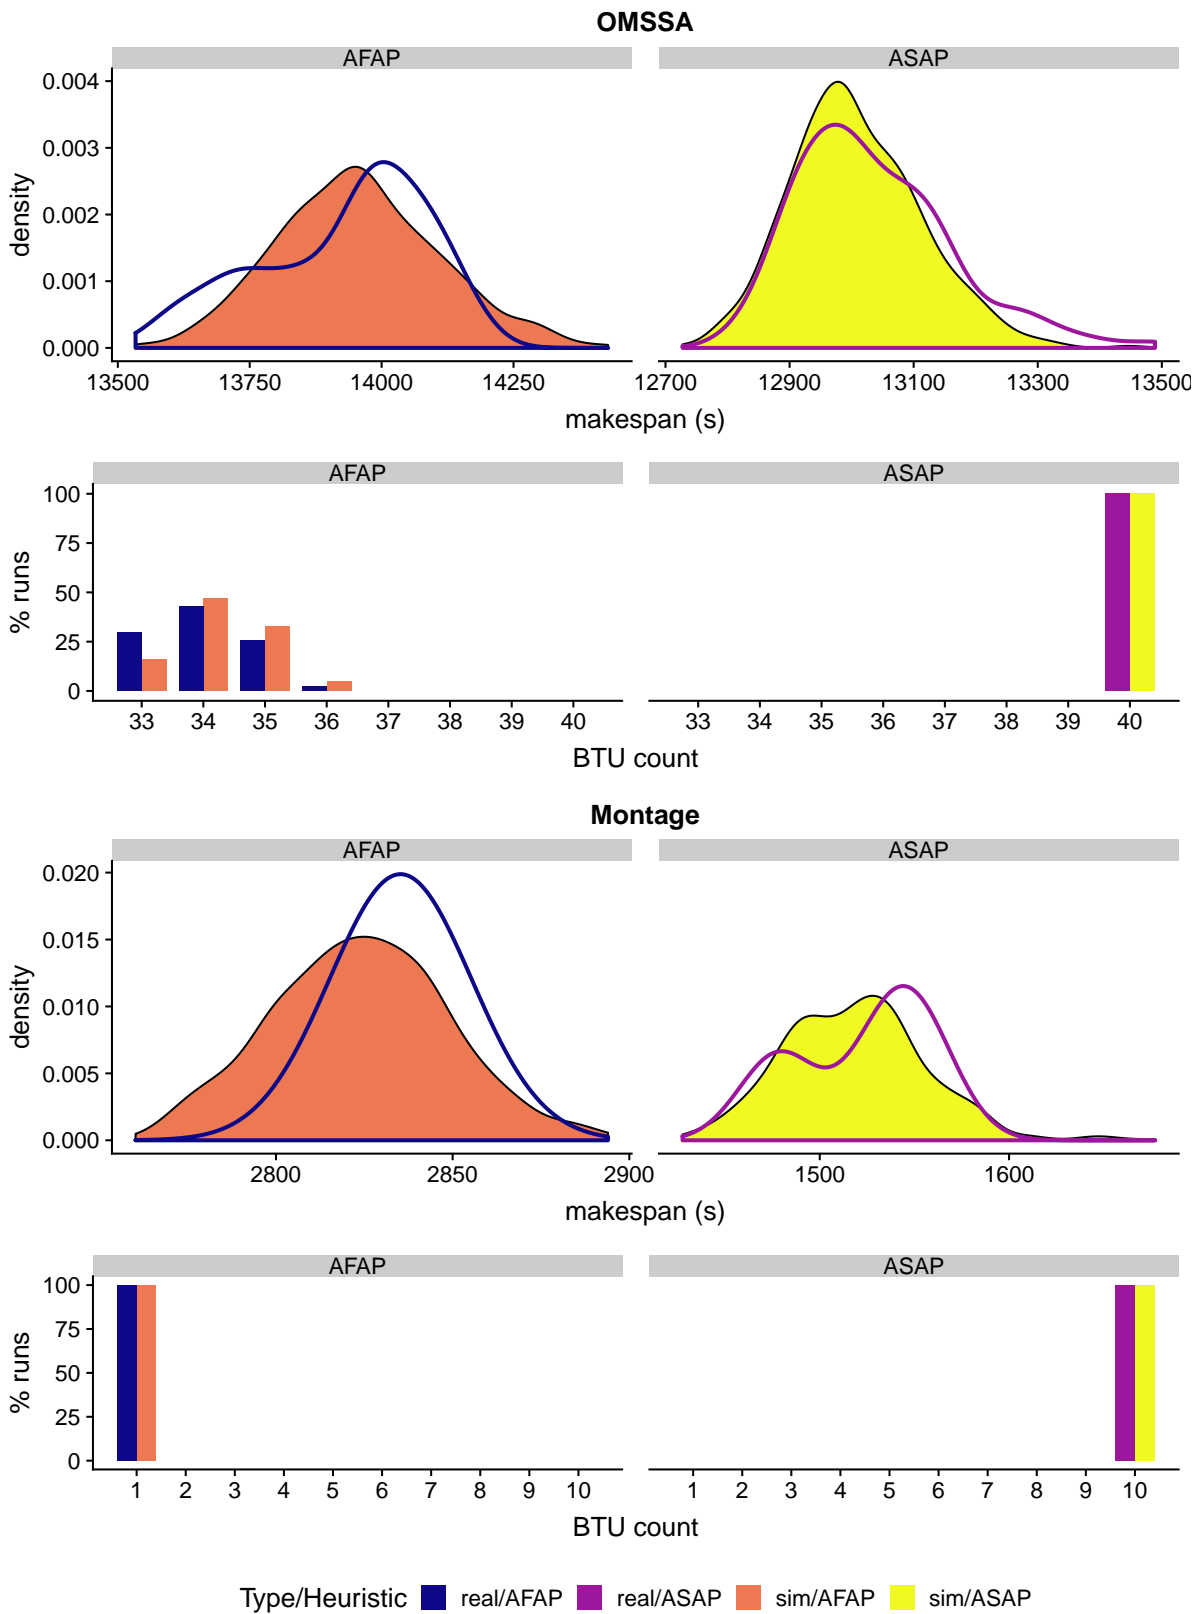 OMSSA
AFAP ASAP
0.004
0.003
0.002
0.001
0.000
density
13500 13750 14000 14250 12700 12900 13100 13300 13500
makespan (s)
AFAP ASAP
100
75
50
25
0
% runs
33 34 35 36 37 38 39 40 33 34 35 36 37 38 39 40
BTU count
Montage
AFAP ASAP
0.020
0.015
0.010
0.005
0.000
density
2800 2850 2900 1500 1600
makespan (s)
AFAP ASAP
100
75
50
25
0
% runs
1 2 3 4 5 6 7 8 9 10 1 2 3 4 5 6 7 8 9 10
BTU count
Type/Heuristic real/AFAP real/ASAP sim/AFAP sim/ASAP